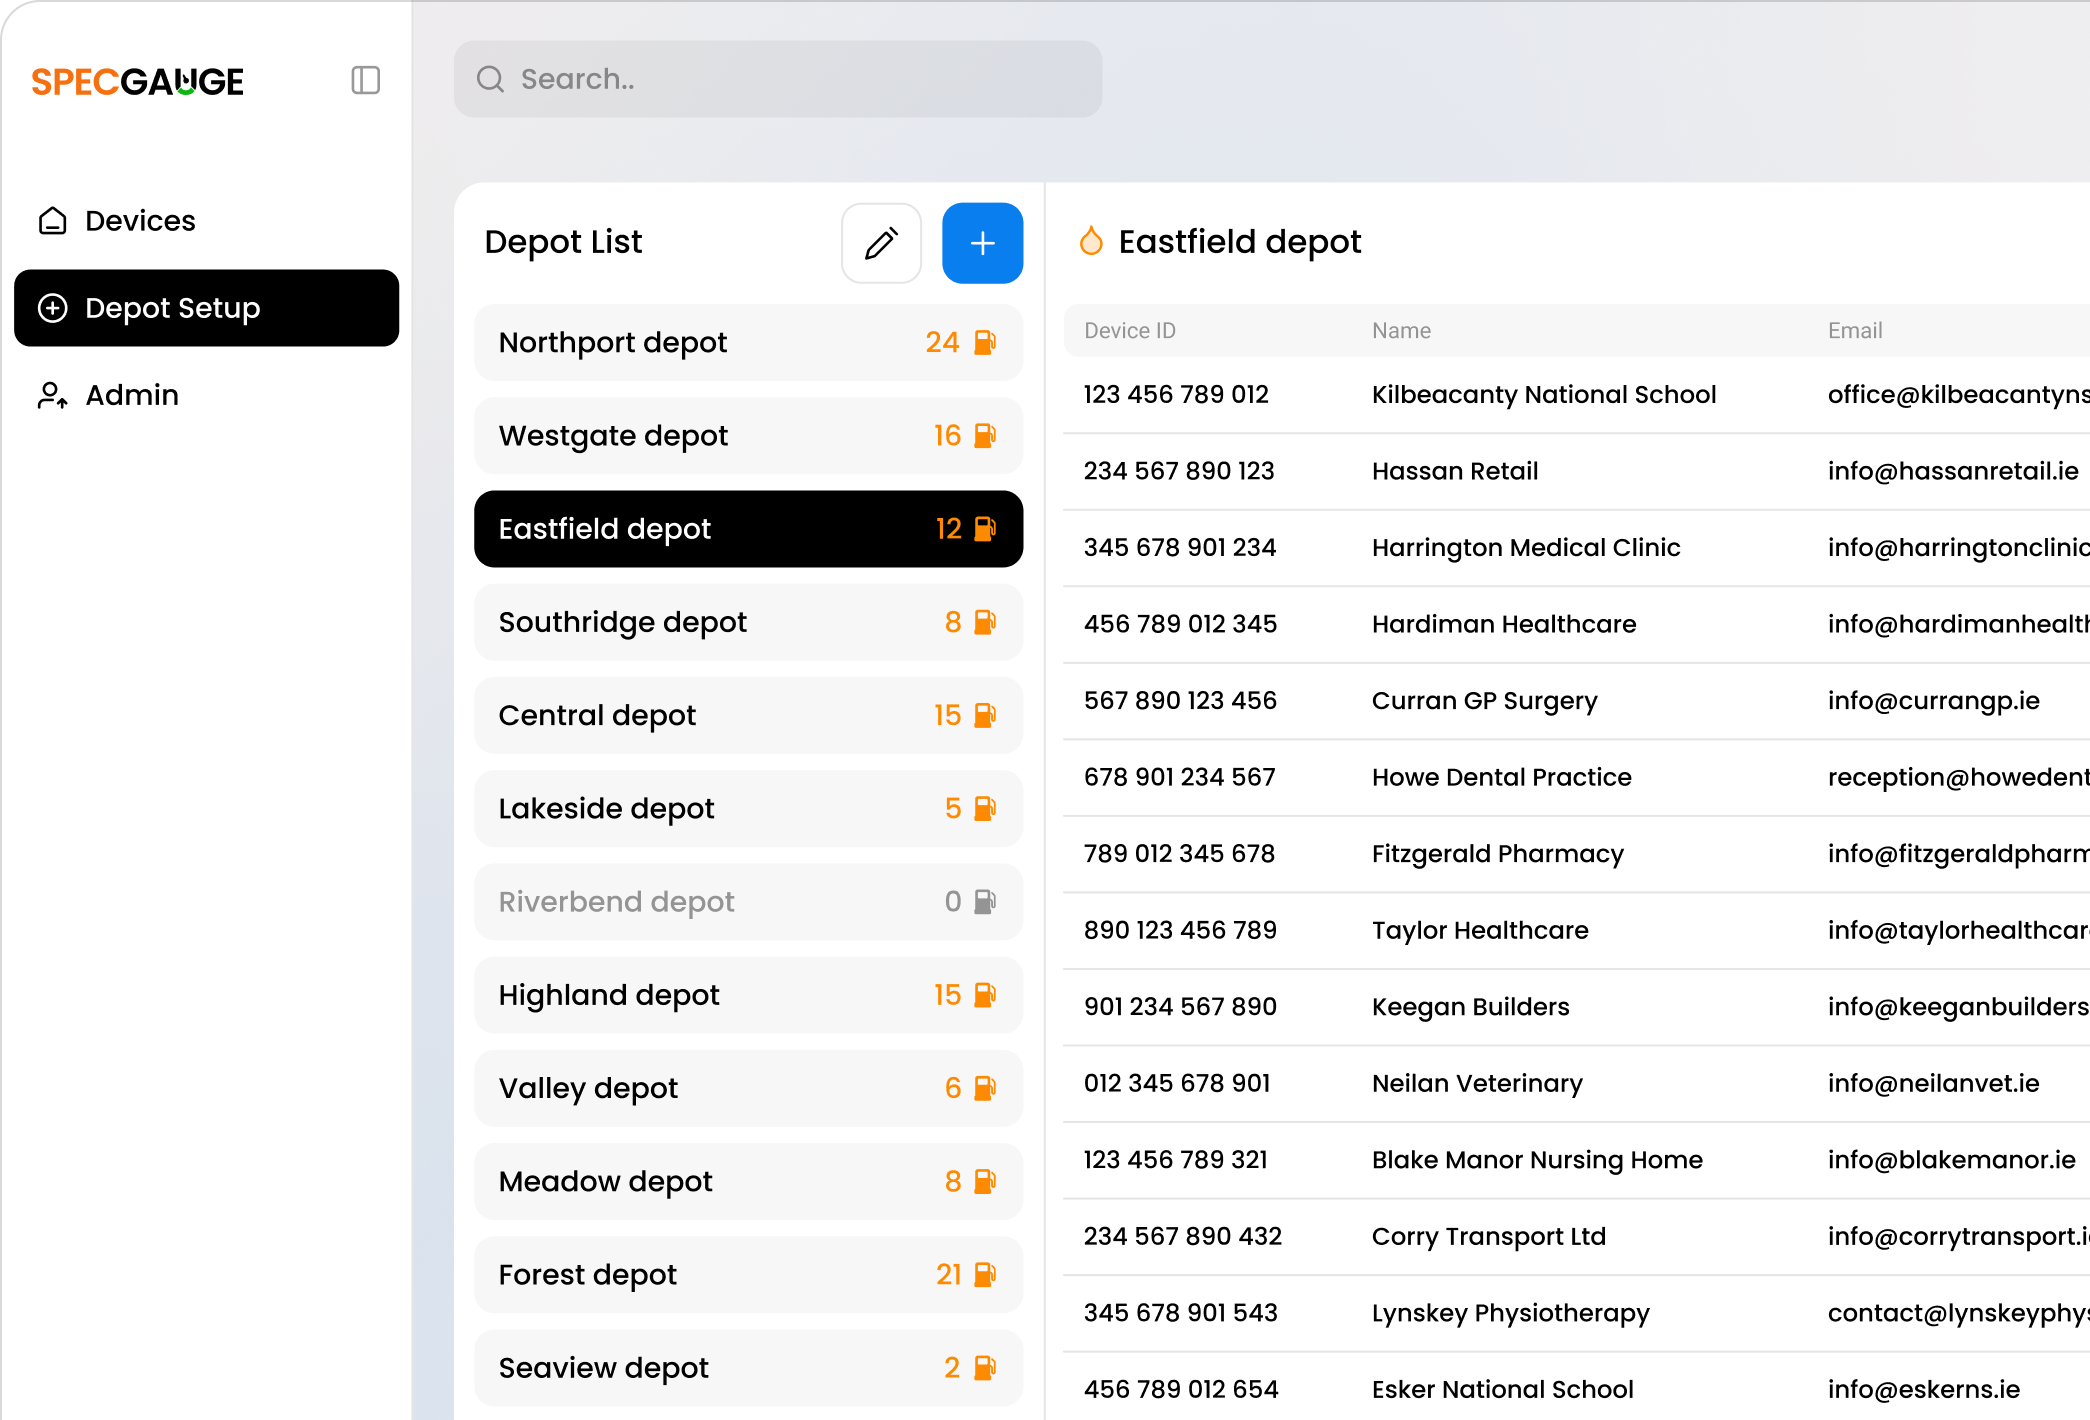 SPECGAUGE
Search..
Devices
Depot Setup
Admin
Depot List
Northport depot 24
Westgate depot 16
Eastfield depot 12
Southridge depot 8
Central depot 15
Lakeside depot 5
Riverbend depot 0
Highland depot 15
Valley depot 6
Meadow depot 8
Forest depot 21
Seaview depot 2
Eastfield depot
Device ID Name Email
123 456 789 012 Kilbeacanty National School office@kilbeacantyns
234 567 890 123 Hassan Retail info@hassanretail.ie
345 678 901 234 Harrington Medical Clinic info@harringtonclinic
456 789 012 345 Hardiman Healthcare info@hardimanhealth
567 890 123 456 Curran GP Surgery info@currangp.ie
678 901 234 567 Howe Dental Practice reception@howedent
789 012 345 678 Fitzgerald Pharmacy info@fitzgeraldpharm
890 123 456 789 Taylor Healthcare info@taylorhealthcar
901 234 567 890 Keegan Builders info@keeganbuilders
012 345 678 901 Neilan Veterinary info@neilanvet.ie
123 456 789 321 Blake Manor Nursing Home info@blakemanor.ie
234 567 890 432 Corry Transport Ltd info@corrytransport.ie
345 678 901 543 Lynskey Physiotherapy contact@lynskeyphys
456 789 012 654 Esker National School info@eskerns.ie